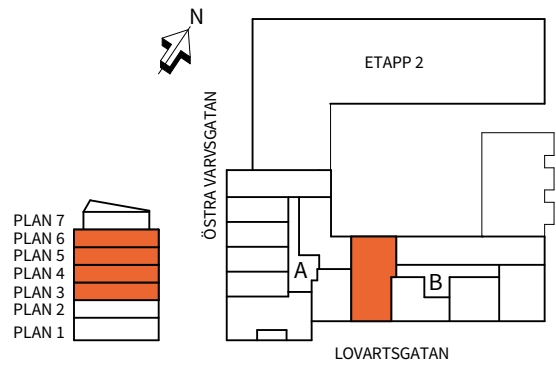 N
ETAPP 2
ÖSTRA VARVSGATAN
PLAN 7
PLAN 6
PLAN 5
PLAN 4
PLAN 3
PLAN 2
PLAN 1
A
B
LOVARTSGATAN